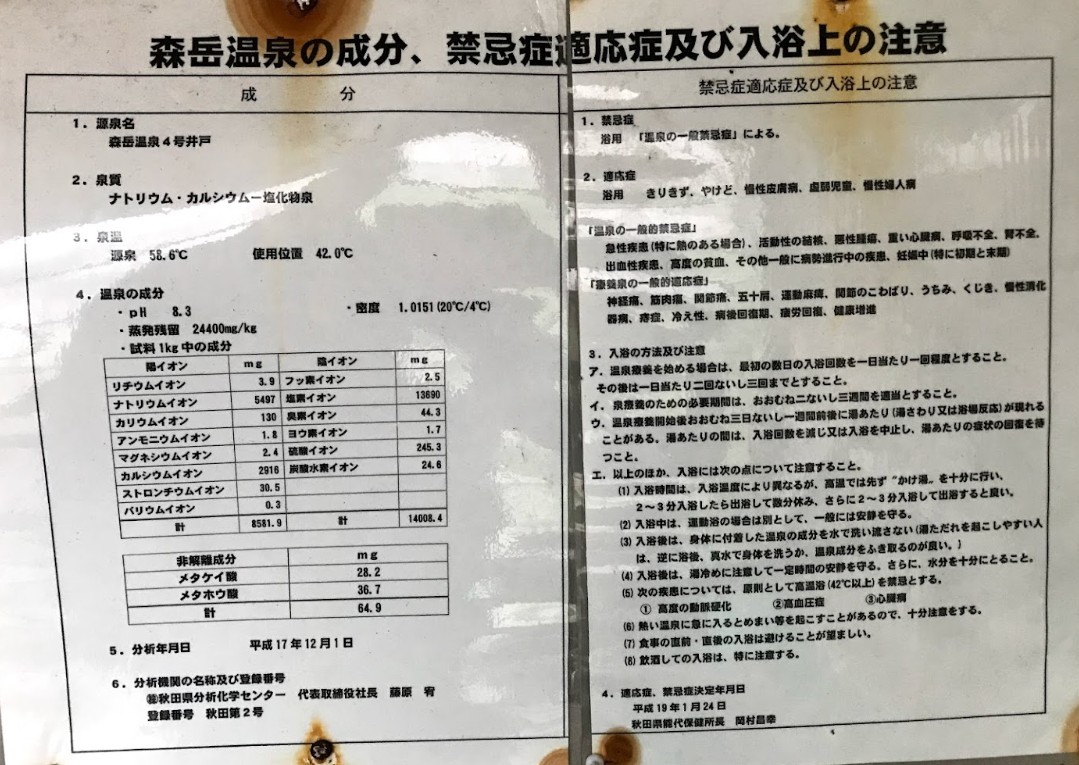 森岳温泉の成分、禁忌症適応症及び入浴上の注意
成 分
1．源泉名
森岳温泉4号井戸
2．泉質
ナトリウム・カルシウム－塩化物泉
3．泉温
源泉 58.6℃ 使用位置 42.0℃
4．温泉の成分
・pH 8.3 ・密度 1.0151(20℃/4℃)
・蒸発残留 24400mg/kg
・試料1kg中の成分
陽イオン mg 陰イオン mg
リチウムイオン 3.9 フッ素イオン 2.5
ナトリウムイオン 5497 塩素イオン 13690
カリウムイオン 130 臭素イオン 44.3
アンモニウムイオン 1.8 ヨウ素イオン 1.7
マグネシウムイオン 2.4 硫酸イオン 245.3
カルシウムイオン 2916 炭酸水素イオン 24.6
ストロンチウムイオン 30.5
バリウムイオン 0.3
計 8581.9 計 14008.4
非解離成分 mg
メタケイ酸 28.2
メタホウ酸 36.7
計 64.9
5．分析年月日 平成17年12月1日
6．分析機関の名称及び登録番号
秋田県分析化学センター 代表取締役社長 藤原 宥
登録番号 秋田第2号
禁忌症適応症及び入浴上の注意
1．禁忌症
浴用 「温泉の一般禁忌症」による。
2．適応症
浴用 きりきず、やけど、慢性皮膚病、虚弱児童、慢性婦人病
「温泉の一般的禁忌症」
急性疾患(特に熱のある場合)、活動性の結核、悪性腫瘍、重い心臓病、呼吸不全、腎不全、
出血性疾患、高度の貧血、その他一般に病勢進行中の疾患、妊娠中(特に初期と末期)
「療養泉の一般的適応症」
神経痛、筋肉痛、関節痛、五十肩、運動麻痺、関節のこわばり、うちみ、くじき、慢性消化
器病、痔症、冷え性、病後回復期、疲労回復、健康増進
3．入浴の方法及び注意
ア．温泉療養を始める場合は、最初の数日の入浴回数を一日当たり一回程度とすること。
その後は一日当たり二回ないし三回までとすること。
イ．泉療養のための必要期間は、おおむね二ないし三週間を適当とすること。
ウ．温泉療養開始後おおむね三日ないし一週間前後に湯あたり(湯さわり又は浴場反応)が現れる
ことがある。湯あたりの間は、入浴回数を減じ又は入浴を中止し、湯あたりの症状の回復を待
つこと。
エ．以上のほか、入浴には次の点について注意すること。
(1)入浴時間は、入浴温度により異なるが、高温では先ず“かけ湯„を十分に行い、
2～3分入浴したら出浴して数分休み、さらに2～3分入浴して出浴すると良い。
(2)入浴中は、運動浴の場合は別として、一般には安静を守る。
(3)入浴後は、身体に付着した温泉の成分を水で洗い流さない(湯ただれを起こしやすい人
は、逆に浴後、真水で身体を洗うか、温泉成分をふき取るのが良い。)
(4)入浴後は、湯冷めに注意して一定時間の安静を守る。さらに、水分を十分にとること。
(5)次の疾患については、原則として高温浴(42℃以上)を禁忌とする。
①高度の動脈硬化 ②高血圧症 ③心臓病
(6)熱い温泉に急に入るとめまい等を起こすことがあるので、十分注意をする。
(7)食事の直前・直後の入浴は避けることが望ましい。
(8)飲酒しての入浴は、特に注意する。
4．適応症、禁忌症決定年月日
平成19年1月24日
秋田県能代保健所長 岡村昌幸